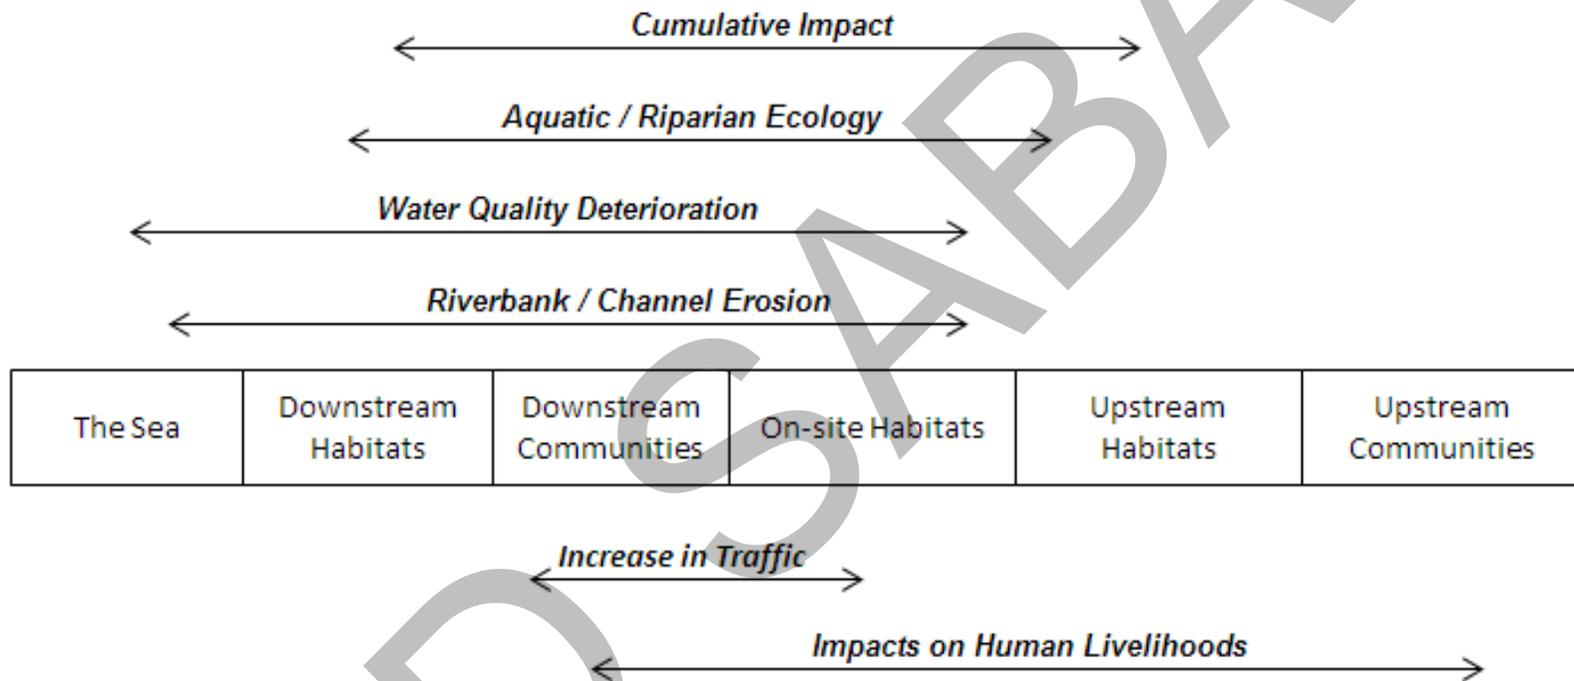 Cumulative Impact
Aquatic / Riparian Ecology
Water Quality Deterioration
Riverbank / Channel Erosion
The Sea
Downstream
Habitats
Downstream
Communities
On-site Habitats
Upstream
Habitats
Upstream
Communities
Increase in Traffic
Impacts on Human Livelihoods
D SABA